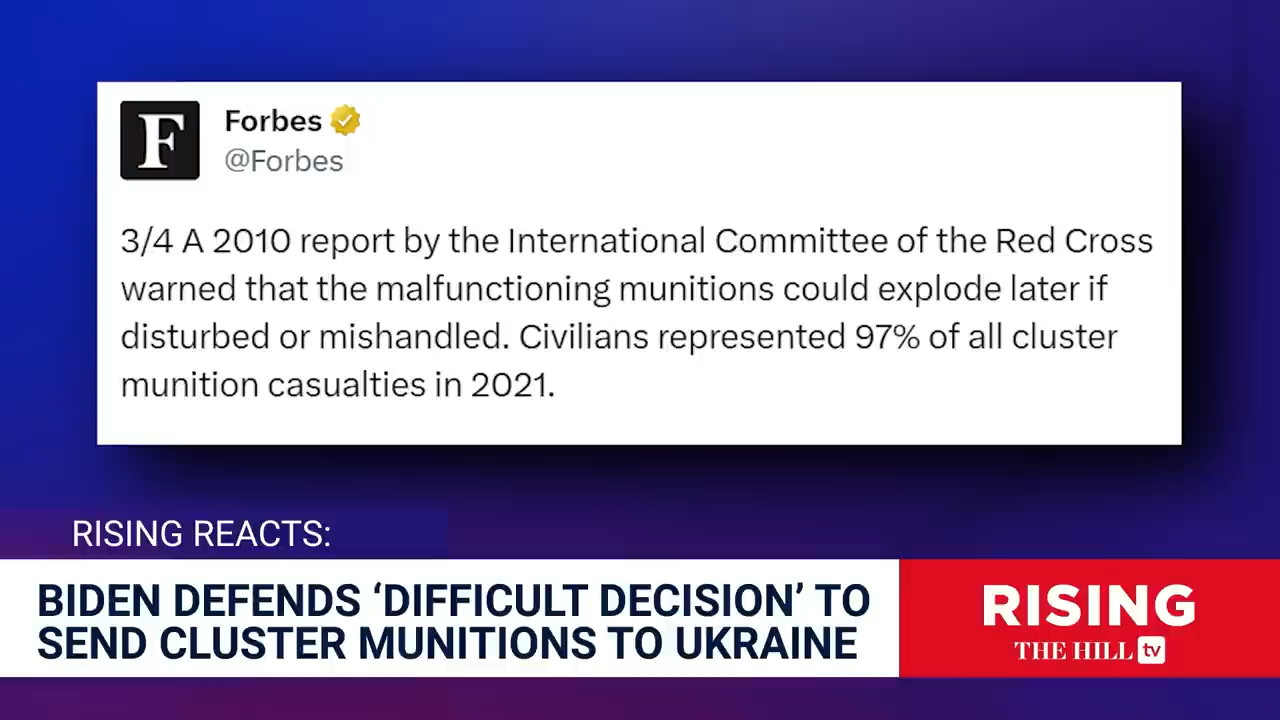 F
Forbes
@Forbes
3/4 A 2010 report by the International Committee of the Red Cross
warned that the malfunctioning munitions could explode later if
disturbed or mishandled. Civilians represented 97% of all cluster
munition casualties in 2021.
RISING REACTS:
BIDEN DEFENDS ‘DIFFICULT DECISION’ TO
SEND CLUSTER MUNITIONS TO UKRAINE
RISING
THE HILL tv